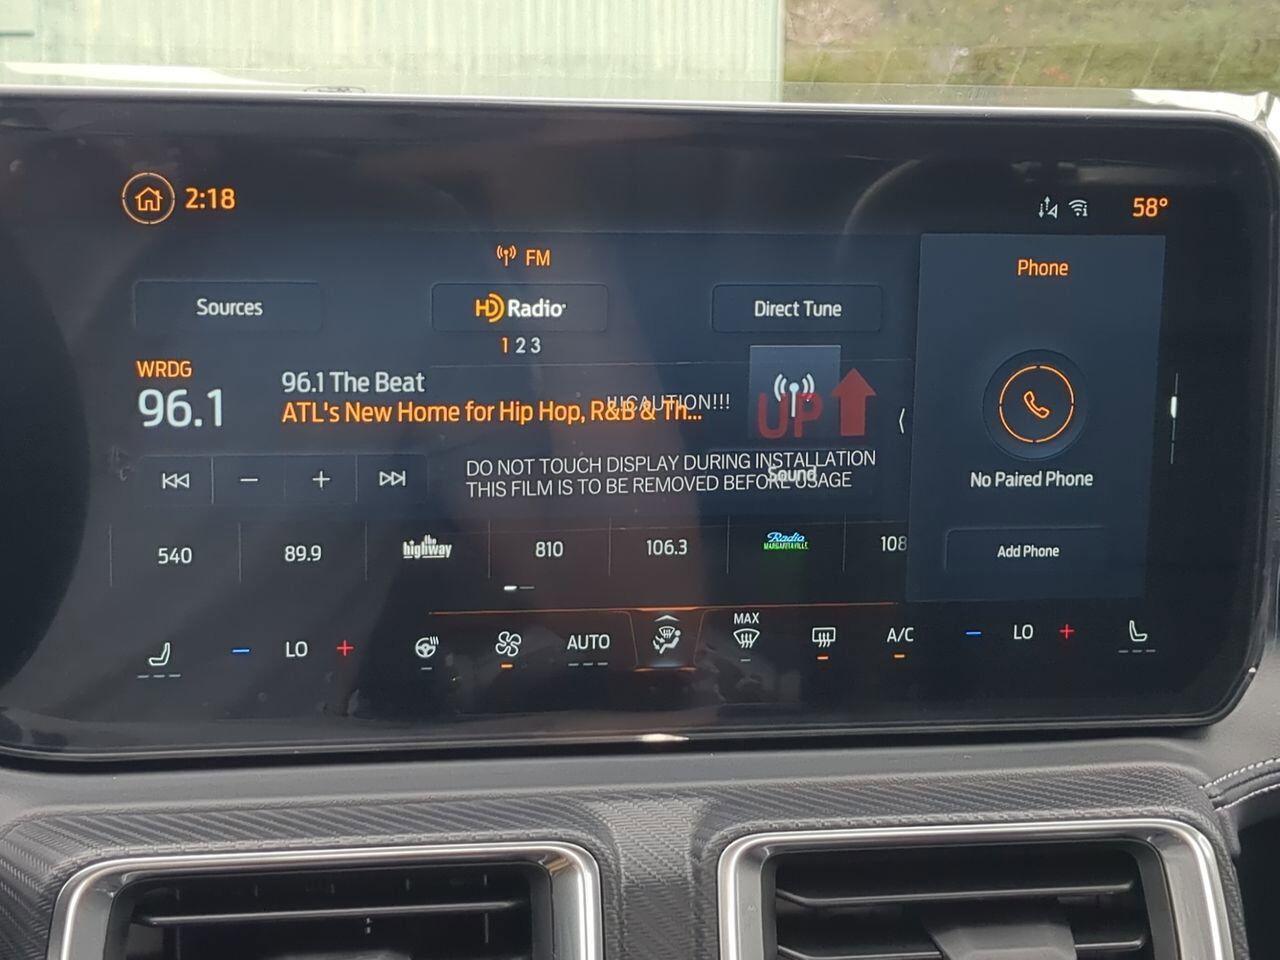 2:18
58°
FM
Phone
Sources
HD Radio
Direct Tune
1 2 3
WRDG
96.1
96.1 The Beat
ATL's New Home for Hip Hop, R&B & Th...
!!!CAUTION!!!
UP
DO NOT TOUCH DISPLAY DURING INSTALLATION
THIS FILM IS TO BE REMOVED BEFORE USAGE
Sound
No Paired Phone
Add Phone
540
89.9
the highway
810
106.3
Radio
MARGARITAVILLE
108
LO
AUTO
MAX
A/C
LO